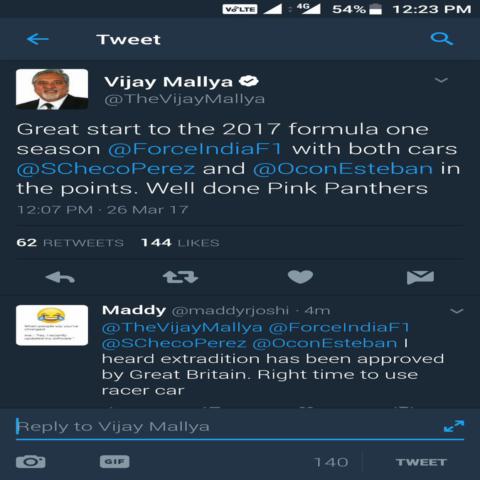 VoLTE 4G 54% 12:23 PM
Tweet
Vijay Mallya
@TheVijayMallya
Great start to the 2017 formula one
season @ForceIndiaF1 with both cars
@SChecoPerez and @OconEsteban in
the points. Well done Pink Panthers
12:07 PM · 26 Mar 17
62 RETWEETS 144 LIKES
Maddy @maddyrjoshi · 4m
@TheVijayMallya @ForceIndiaF1
@SChecoPerez @OconEsteban I
heard extradition has been approved
by Great Britain. Right time to use
racer car
Reply to Vijay Mallya
GIF 140 TWEET